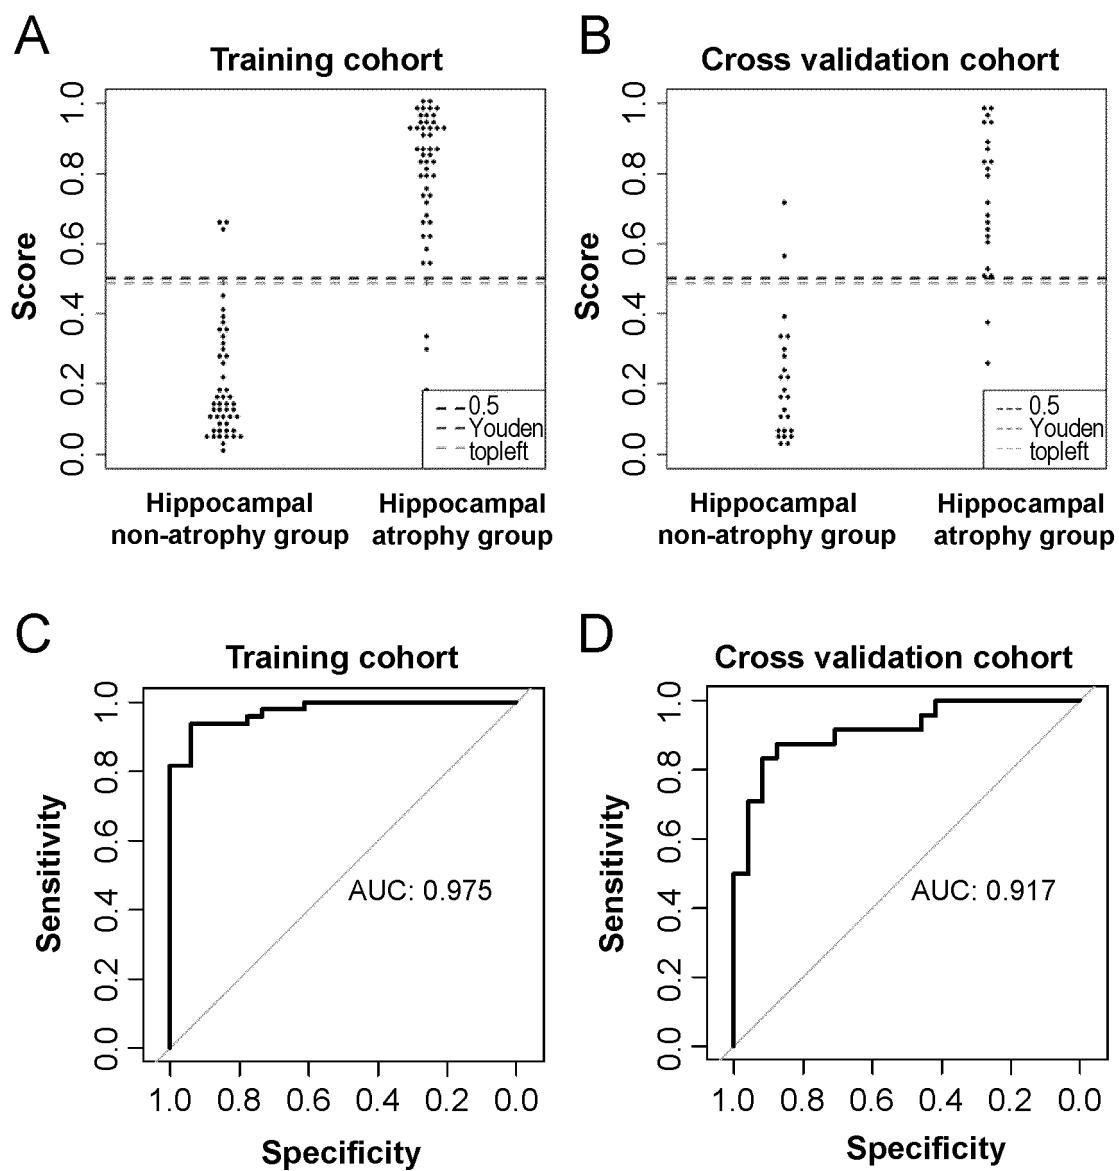 A
Training cohort
Score
1.0
0.8
0.6
0.4
0.2
0.0
0.5
Youden
topleft
Hippocampal
non-atrophy group
Hippocampal
atrophy group
B
Cross validation cohort
Score
1.0
0.8
0.6
0.4
0.2
0.0
0.5
Youden
topleft
Hippocampal
non-atrophy group
Hippocampal
atrophy group
C
Training cohort
Sensitivity
1.0
0.8
0.6
0.4
0.2
0.0
AUC: 0.975
1.0 0.8 0.6 0.4 0.2 0.0
Specificity
D
Cross validation cohort
Sensitivity
1.0
0.8
0.6
0.4
0.2
0.0
AUC: 0.917
1.0 0.8 0.6 0.4 0.2 0.0
Specificity